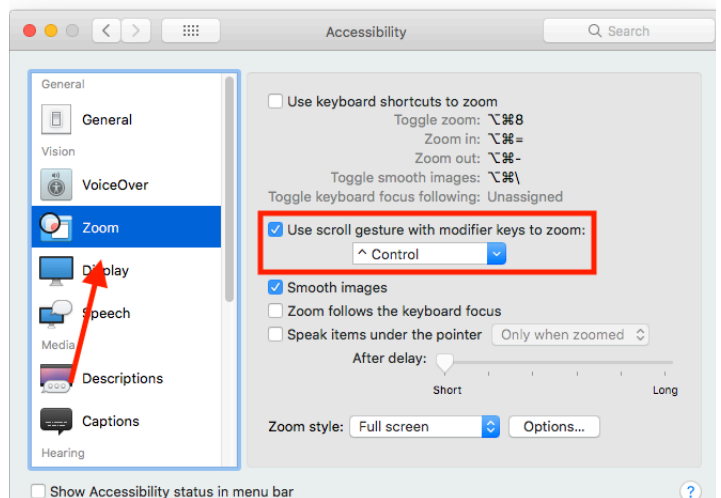 Accessibility
Search
General
General
Vision
VoiceOver
Zoom
Display
Speech
Media
Descriptions
Captions
Hearing
Use keyboard shortcuts to zoom
Toggle zoom: ⌥⌘8
Zoom in: ⌥⌘=
Zoom out: ⌥⌘-
Toggle smooth images: ⌥⌘\
Toggle keyboard focus following: Unassigned
Use scroll gesture with modifier keys to zoom:
^ Control
Smooth images
Zoom follows the keyboard focus
Speak items under the pointer Only when zoomed
After delay:
Short Long
Zoom style: Full screen Options...
Show Accessibility status in menu bar
?